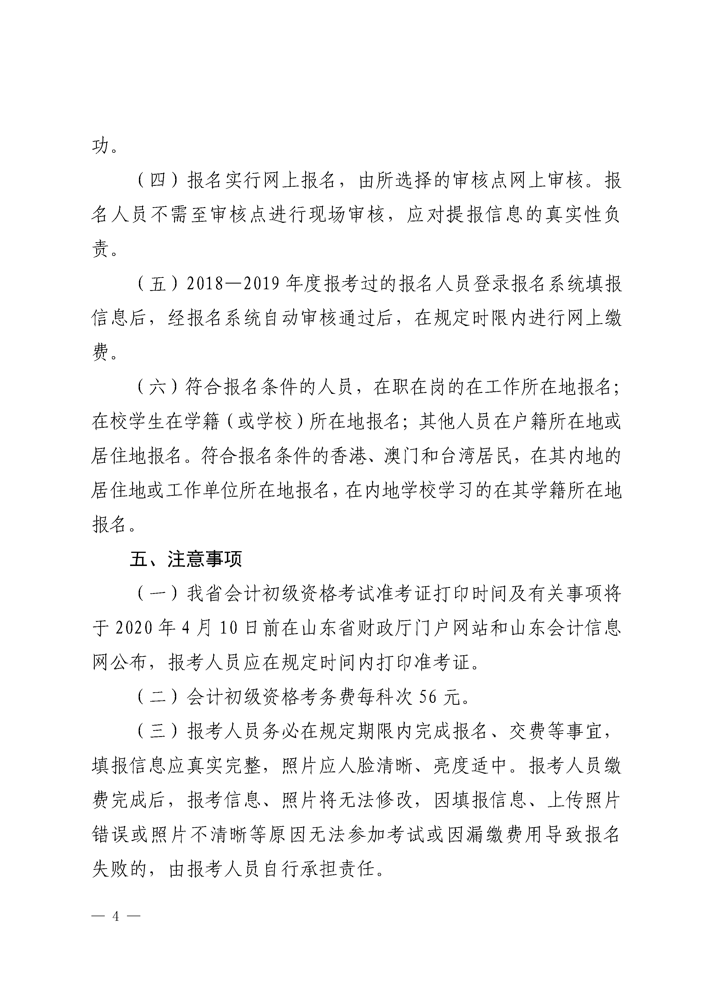 功。
（四）报名实行网上报名，由所选择的审核点网上审核。报
名人员不需至审核点进行现场审核，应对提报信息的真实性负
责。
（五）2018—2019 年度报考过的报名人员登录报名系统填报
信息后，经报名系统自动审核通过后，在规定时限内进行网上缴
费。
（六）符合报名条件的人员，在职在岗的在工作所在地报名；
在校学生在学籍（或学校）所在地报名；其他人员在户籍所在地或
居住地报名。符合报名条件的香港、澳门和台湾居民，在其内地的
居住地或工作单位所在地报名，在内地学校学习的在其学籍所在地
报名。
五、注意事项
（一）我省会计初级资格考试准考证打印时间及有关事项将
于 2020 年 4 月 10 日前在山东省财政厅门户网站和山东会计信息
网公布，报考人员应在规定时间内打印准考证。
（二）会计初级资格考务费每科次 56 元。
（三）报考人员务必在规定期限内完成报名、交费等事宜，
填报信息应真实完整，照片应人脸清晰、亮度适中。报考人员缴
费完成后，报考信息、照片将无法修改，因填报信息、上传照片
错误或照片不清晰等原因无法参加考试或因漏缴费用导致报名
失败的，由报考人员自行承担责任。
— 4 —